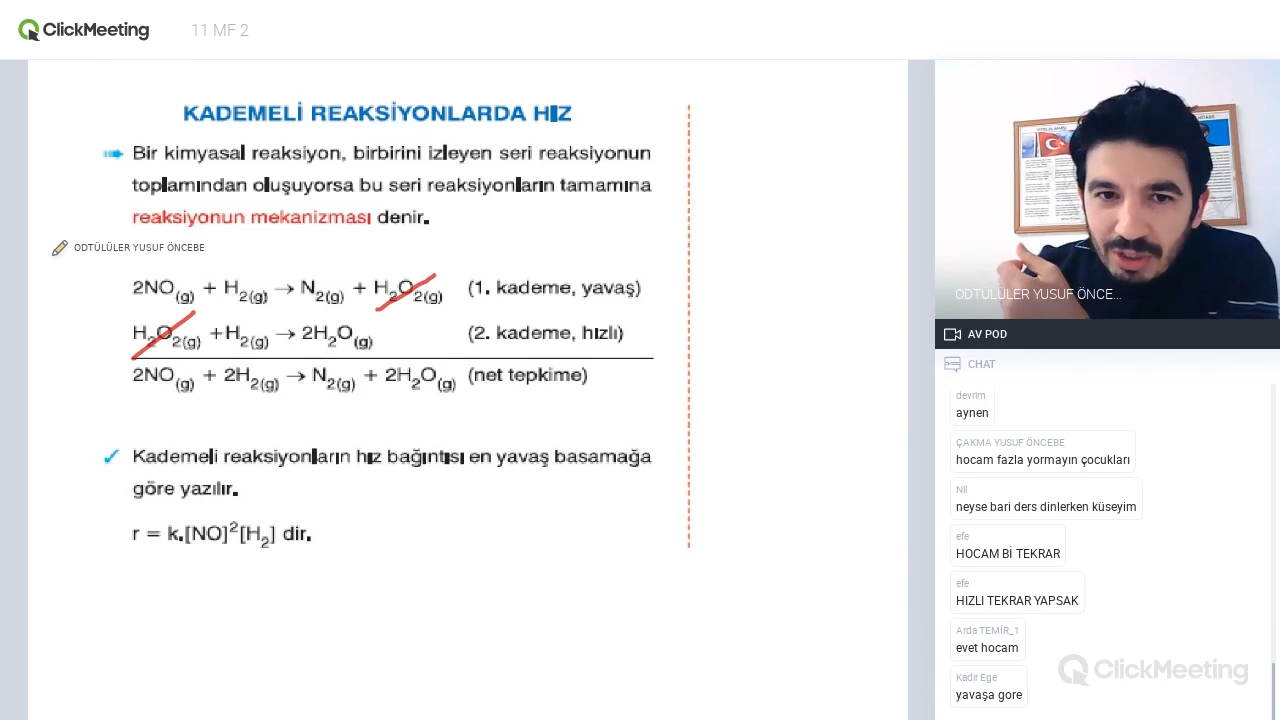 ClickMeeting
11 MF 2
KADEMELİ REAKSİYONLARDA HIZ
Bir kimyasal reaksiyon, birbirini izleyen seri reaksiyonun
toplamından oluşuyorsa bu seri reaksiyonların tamamına
reaksiyonun mekanizması denir.
ODTÜLÜLER YUSUF ÖNCEBE
2NO(g) + H2(g) → N2(g) + H2O2(g) (1. kademe, yavaş)
H2O2(g) +H2(g) → 2H2O(g) (2. kademe, hızlı)
2NO(g) + 2H2(g) → N2(g) + 2H2O(g) (net tepkime)
✓ Kademeli reaksiyonların hız bağıntısı en yavaş basamağa
göre yazılır.
r = k.[NO]²[H2] dir.
ODTÜLÜLER YUSUF ÖNCE...
AV POD
CHAT
devrim
aynen
ÇAKMA YUSUF ÖNCEBE
hocam fazla yormayın çocukları
Nil
neyse bari ders dinlerken küseyim
efe
HOCAM Bİ TEKRAR
efe
HIZLI TEKRAR YAPSAK
Arda TEMİR_1
evet hocam
Kadir Ege
yavaşa gore
ClickMeeting